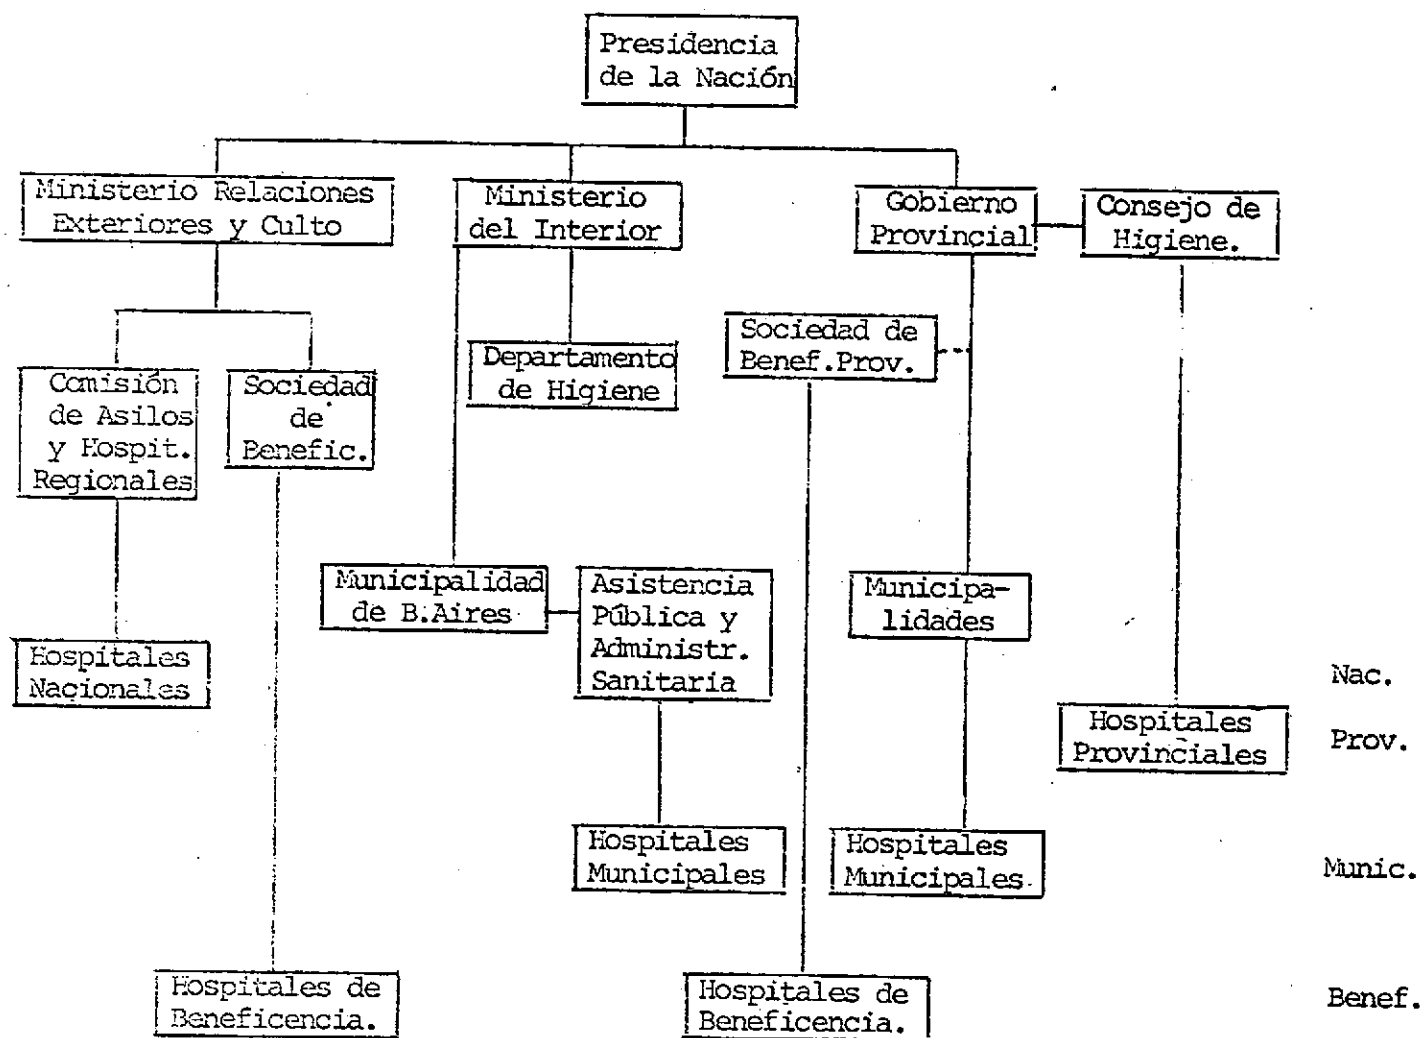 Presidencia
de la Nación
Ministerio Relaciones
Exteriores y Culto
Ministerio
del Interior
Gobierno
Provincial
Consejo de
Higiene.
Sociedad de
Benef.Prov.
Departamento
de Higiene
Comisión
de Asilos
y Hospit.
Regionales
Sociedad
de
Benefic.
Municipalidad
de B.Aires
Asistencia
Pública y
Administr.
Sanitaria
Municipa-
lidades
Hospitales
Nacionales
Nac.
Hospitales
Provinciales
Prov.
Hospitales
Municipales
Hospitales
Municipales
Munic.
Hospitales de
Beneficencia.
Hospitales de
Beneficencia.
Benef.